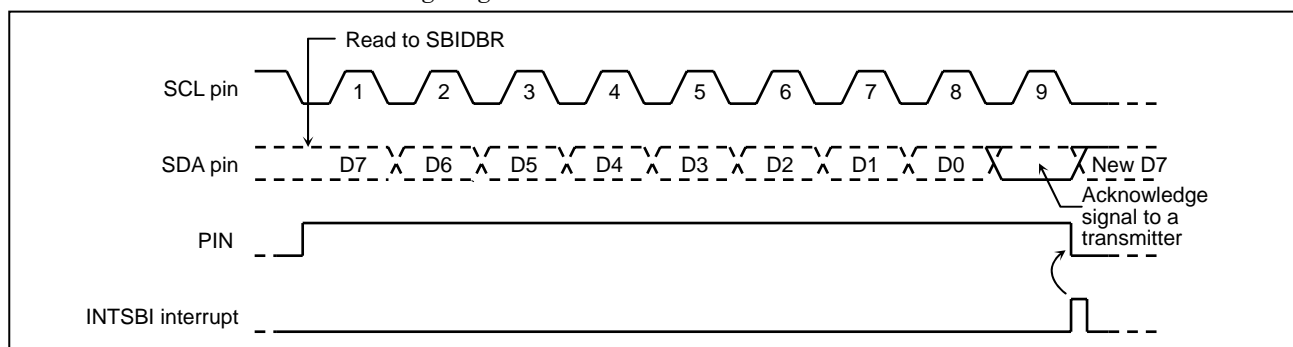 Read to SBIDBR
SCL pin
1 2 3 4 5 6 7 8 9
SDA pin
D7 D6 D5 D4 D3 D2 D1 D0 New D7
Acknowledge
signal to a
transmitter
PIN
INTSBI interrupt